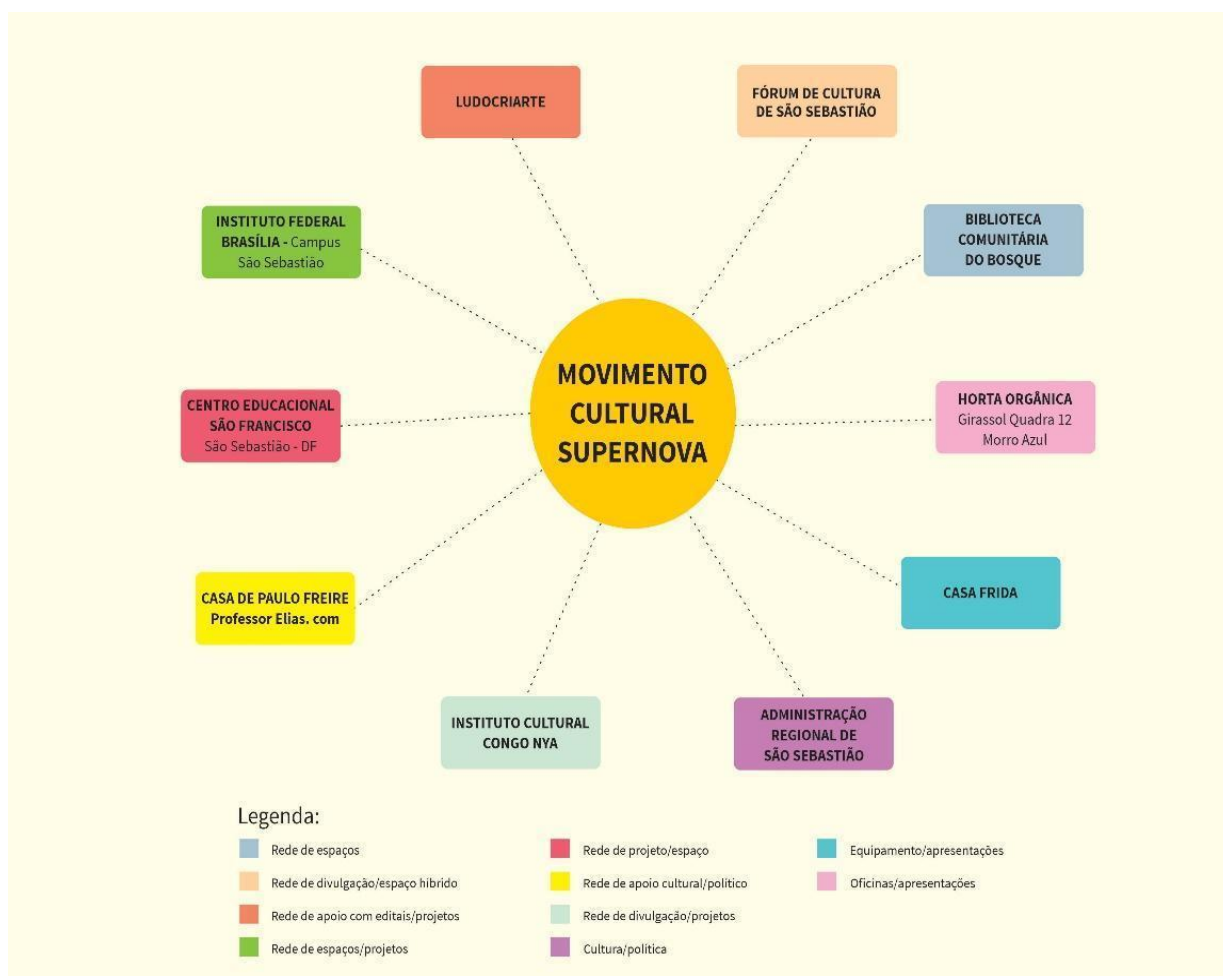 LUDOCRIARTE
FÓRUM DE CULTURA
DE SÃO SEBASTIÃO
INSTITUTO FEDERAL
BRASÍLIA - Campus
São Sebastião
BIBLIOTECA
COMUNITÁRIA
DO BOSQUE
MOVIMENTO
CULTURAL
SUPERNOVA
CENTRO EDUCACIONAL
SÃO FRANCISCO
São Sebastião - DF
HORTA ORGÂNICA
Girassol Quadra 12
Morro Azul
CASA DE PAULO FREIRE
Professor Elias. com
CASA FRIDA
INSTITUTO CULTURAL
CONGO NYA
ADMINISTRAÇÃO
REGIONAL DE
SÃO SEBASTIÃO
Legenda:
Rede de espaços
Rede de divulgação/espaço híbrido
Rede de apoio com editais/projetos
Rede de espaços/projetos
Rede de projeto/espaço
Rede de apoio cultural/político
Rede de divulgação/projetos
Cultura/política
Equipamento/apresentações
Oficinas/apresentações